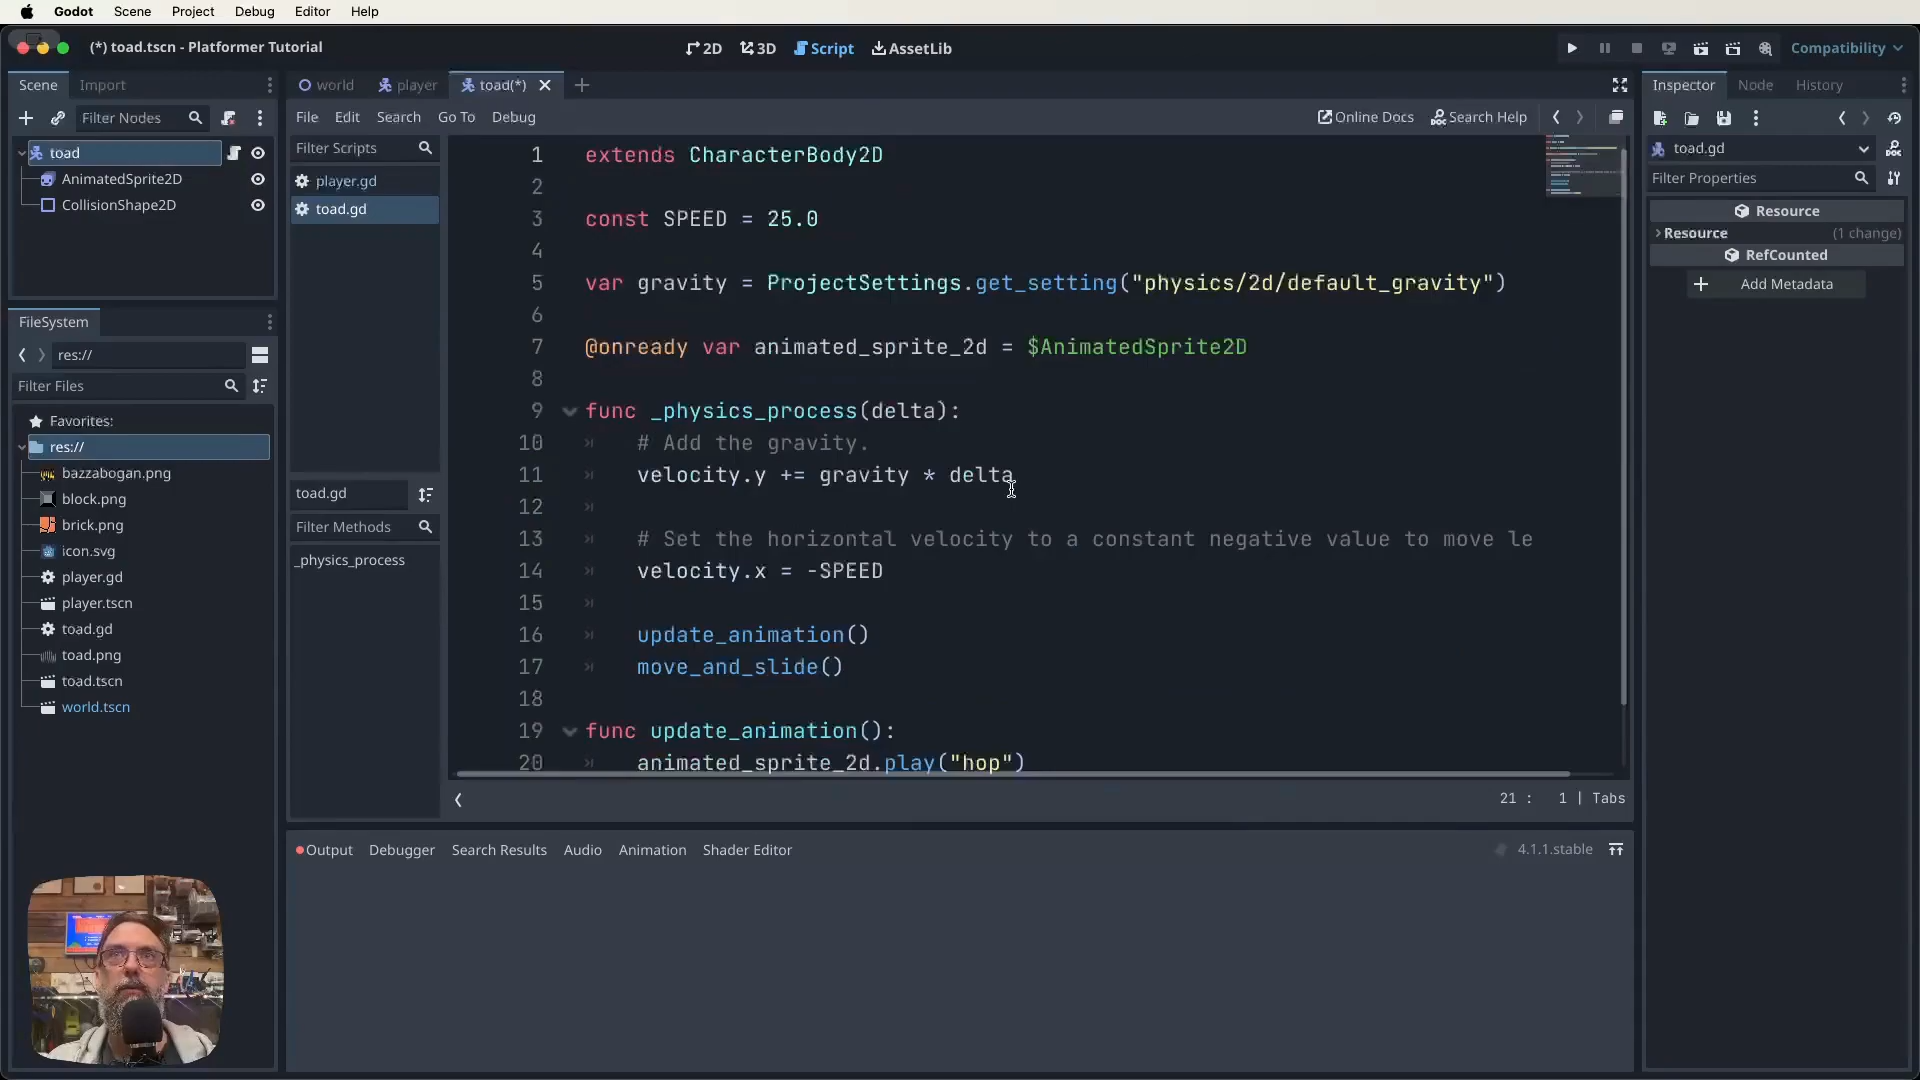 Godot Scene Project Debug Editor Help
(*) toad.tscn - Platformer Tutorial
2D 3D Script AssetLib
Compatibility
Scene Import
world player toad(*)
Inspector Node History
Filter Nodes
File Edit Search Go To Debug
Online Docs Search Help
toad
AnimatedSprite2D
CollisionShape2D
Filter Scripts
player.gd
toad.gd
1 extends CharacterBody2D
2
3 const SPEED = 25.0
4
5 var gravity = ProjectSettings.get_setting("physics/2d/default_gravity")
6
7 @onready var animated_sprite_2d = $AnimatedSprite2D
8
9 func _physics_process(delta):
10 # Add the gravity.
11 velocity.y += gravity * delta
12
13 # Set the horizontal velocity to a constant negative value to move le
14 velocity.x = -SPEED
15
16 update_animation()
17 move_and_slide()
18
19 func update_animation():
20 animated_sprite_2d.play("hop")
21 : 1 | Tabs
toad.gd
Filter Methods
_physics_process
toad.gd
Filter Properties
Resource
Resource (1 change)
RefCounted
Add Metadata
FileSystem
res://
Filter Files
Favorites:
res://
bazzabogan.png
block.png
brick.png
icon.svg
player.gd
player.tscn
toad.gd
toad.png
toad.tscn
world.tscn
Output Debugger Search Results Audio Animation Shader Editor
4.1.1.stable